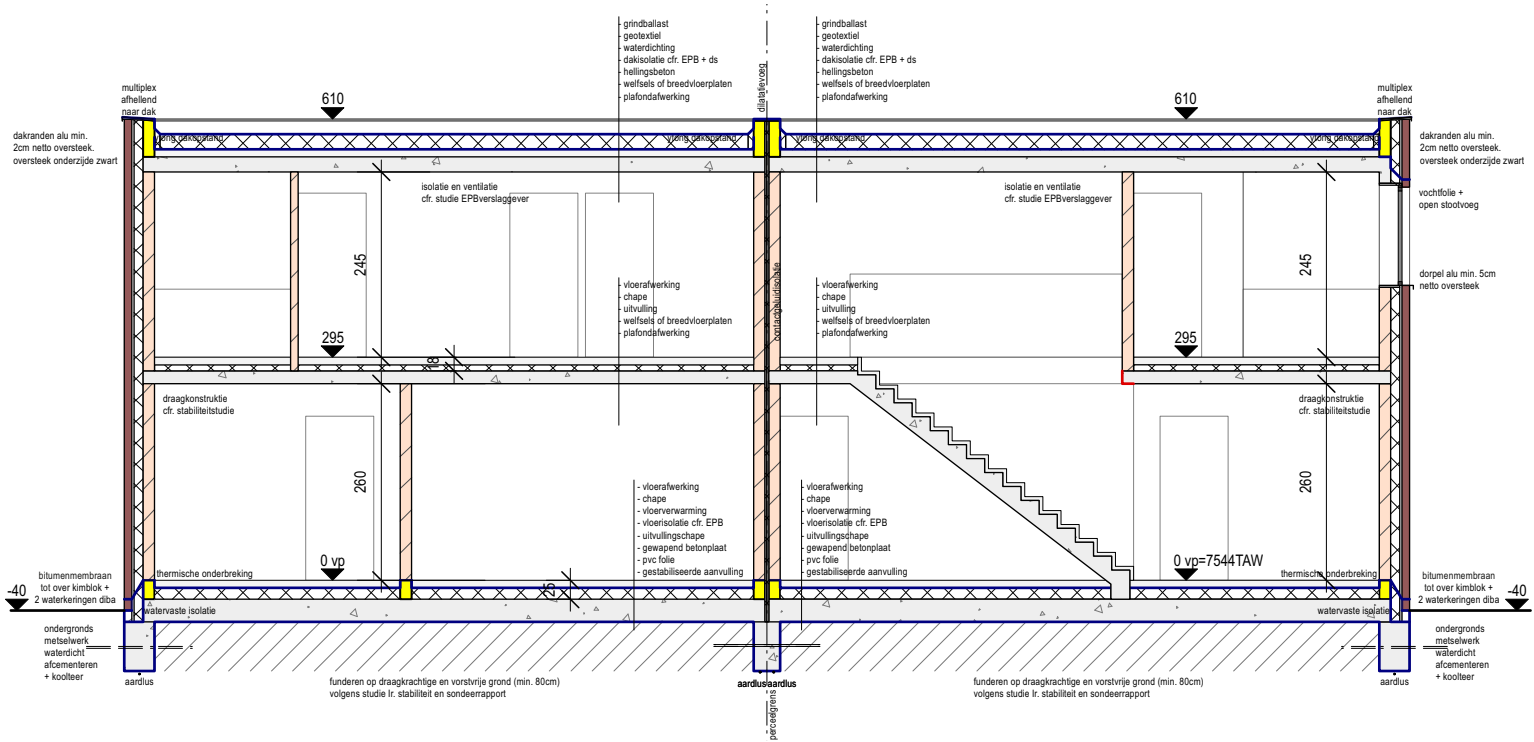 - grindballast
- geotextiel
- waterdichting
- dakisolatie cfr. EPB + ds
- hellingsbeton
- welfsels of breedvloerplaten
- plafondafwerking
dilatatievoeg
- grindballast
- geotextiel
- waterdichting
- dakisolatie cfr. EPB + ds
- hellingsbeton
- welfsels of breedvloerplaten
- plafondafwerking
multiplex
afhellend
naar dak
610
610
multiplex
afhellend
naar dak
dakranden alu min.
2cm netto oversteek.
oversteek onderzijde zwart
ytong dakopstand
ytong dakopstand
ytong dakopstand
ytong dakopstand
dakranden alu min.
2cm netto oversteek.
oversteek onderzijde zwart
isolatie en ventilatie
cfr. studie EPBverslaggever
isolatie en ventilatie
cfr. studie EPBverslaggever
vochtfolie +
open stootvoeg
245
245
contactgeluidisolatie
dorpel alu min. 5cm
netto oversteek
- vloerafwerking
- chape
- uitvulling
- welfsels of breedvloerplaten
- plafondafwerking
- vloerafwerking
- chape
- uitvulling
- welfsels of breedvloerplaten
- plafondafwerking
295
295
18
draagkonstruktie
cfr. stabiliteitstudie
draagkonstruktie
cfr. stabiliteitstudie
260
260
- vloerafwerking
- chape
- vloerverwarming
- vloerisolatie cfr. EPB
- uitvullingschape
- gewapend betonplaat
- pvc folie
- gestabiliseerde aanvulling
- vloerafwerking
- chape
- vloerverwarming
- vloerisolatie cfr. EPB
- uitvullingschape
- gewapend betonplaat
- pvc folie
- gestabiliseerde aanvulling
0 vp
0 vp=7544TAW
thermische onderbreking
thermische onderbreking
25
-40
bitumenmembraan
tot over kimblok +
2 waterkeringen diba
bitumenmembraan
tot over kimblok +
2 waterkeringen diba
-40
watervaste isolatie
watervaste isolatie
ondergronds
metselwerk
waterdicht
afcementeren
+ koolteer
ondergronds
metselwerk
waterdicht
afcementeren
+ koolteer
aardlus
funderen op draagkrachtige en vorstvrije grond (min. 80cm)
volgens studie Ir. stabiliteit en sondeerrapport
aardlus aardlus
funderen op draagkrachtige en vorstvrije grond (min. 80cm)
volgens studie Ir. stabiliteit en sondeerrapport
aardlus
perceelgrens